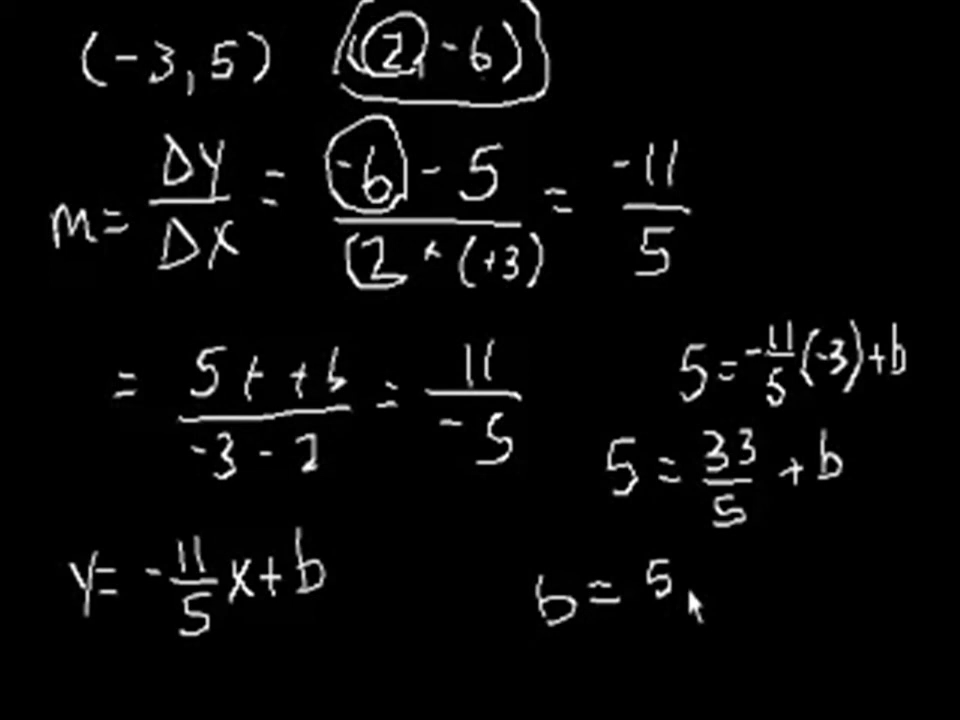 (-3,5) (2,-6)
m= ΔY/ΔX = -6-5/(2+(+3) = -11/5
= 5++6/-3-2 = 11/-5
5=-11/5(-3)+b
5=33/5+b
Y=-11/5x+b
b=5